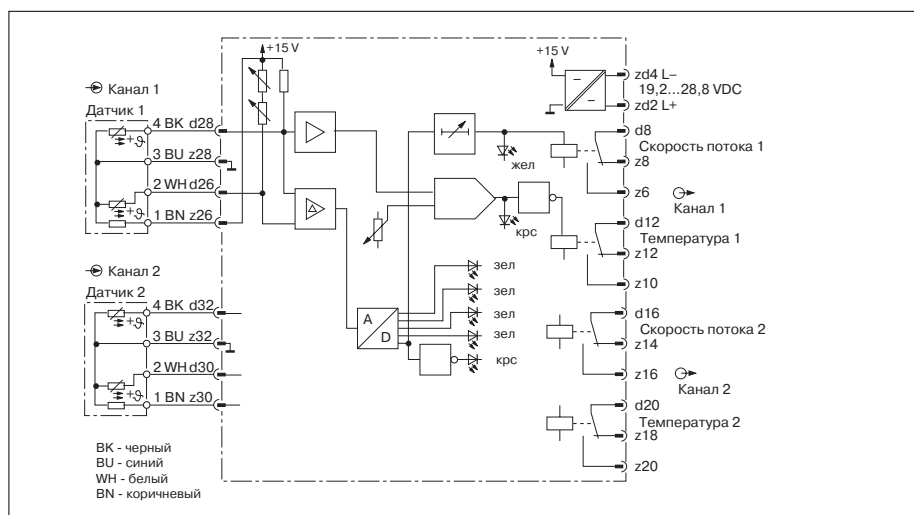 +15 V
+15 V
zd4 L–
19,2...28,8 VDC
zd2 L+
Канал 1
Датчик 1
4 BK d28
+ϑ
3 BU z28
2 WH d26
+ϑ
1 BN z26
жел
крс
d8
Скорость потока 1
z8
z6
Канал 1
d12
Температура 1
z12
z10
Канал 2
Датчик 2
4 BK d32
+ϑ
3 BU z32
2 WH d30
+ϑ
1 BN z30
A
D
зел
зел
зел
зел
крс
d16
Скорость потока 2
z14
z16
Канал 2
d20
Температура 2
z18
z20
BK - черный
BU - синий
WH - белый
BN - коричневый